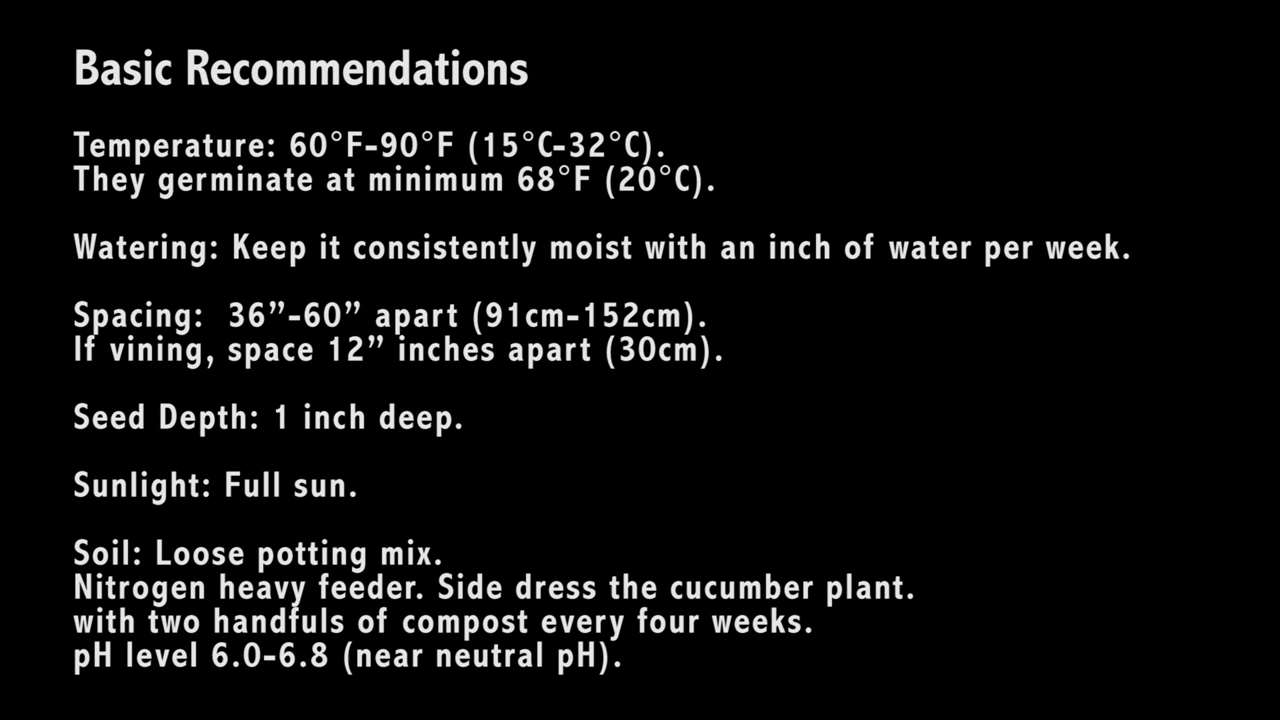 Basic Recommendations
Temperature: 60°F-90°F (15°C-32°C).
They germinate at minimum 68°F (20°C).
Watering: Keep it consistently moist with an inch of water per week.
Spacing:  36”-60” apart (91cm-152cm).
If vining, space 12” inches apart (30cm).
Seed Depth: 1 inch deep.
Sunlight: Full sun.
Soil: Loose potting mix.
Nitrogen heavy feeder. Side dress the cucumber plant.
with two handfuls of compost every four weeks.
pH level 6.0-6.8 (near neutral pH).